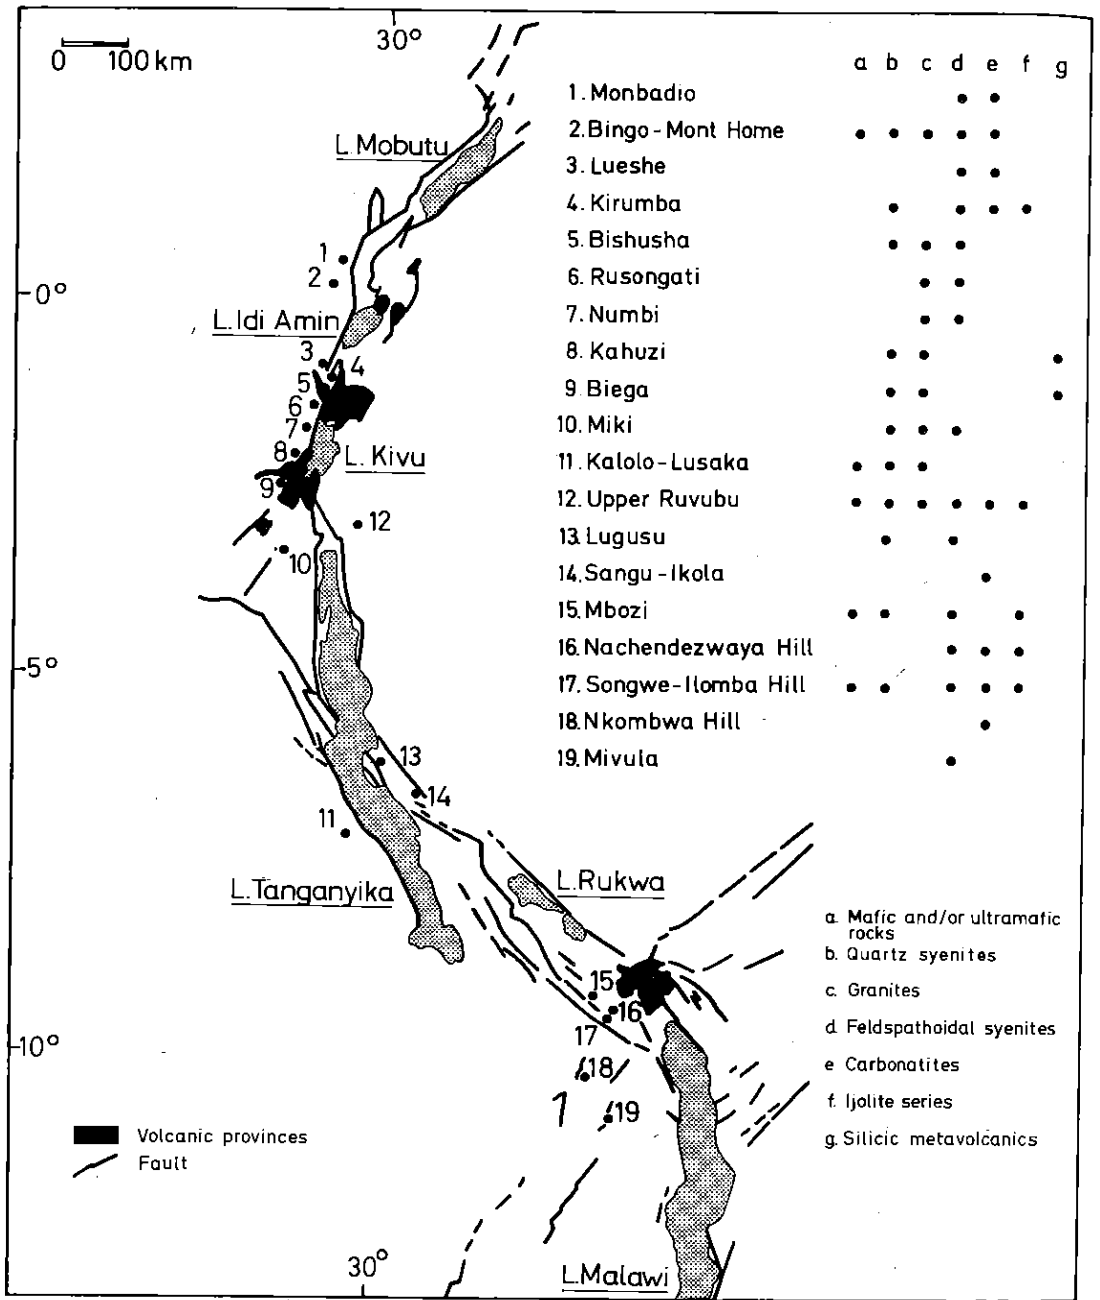 30°
0 100 km
a b c d e f g
1. Monbadio
2. Bingo-Mont Home
3. Lueshe
4. Kirumba
5. Bishusha
6. Rusongati
7. Numbi
8. Kahuzi
9. Biega
10. Miki
11. Kalolo-Lusaka
12. Upper Ruvubu
13. Lugusu
14. Sangu-Ikola
15. Mbozi
16. Nachendezwaya Hill
17. Songwe-Ilomba Hill
18. Nkombwa Hill
19. Mivula
L. Mobutu
1
2
0°
L. Idi Amin
3
4
5
6
7
8
L. Kivu
9
12
10
5°
13
14
11
L. Tanganyika
L. Rukwa
15
16
17
10°
18
19
a. Mafic and/or ultramafic
rocks
b. Quartz syenites
c. Granites
d. Feldspathoidal syenites
e Carbonatites
f. Ijolite series
g. Silicic metavolcanics
Volcanic provinces
Fault
30°
L. Malawi